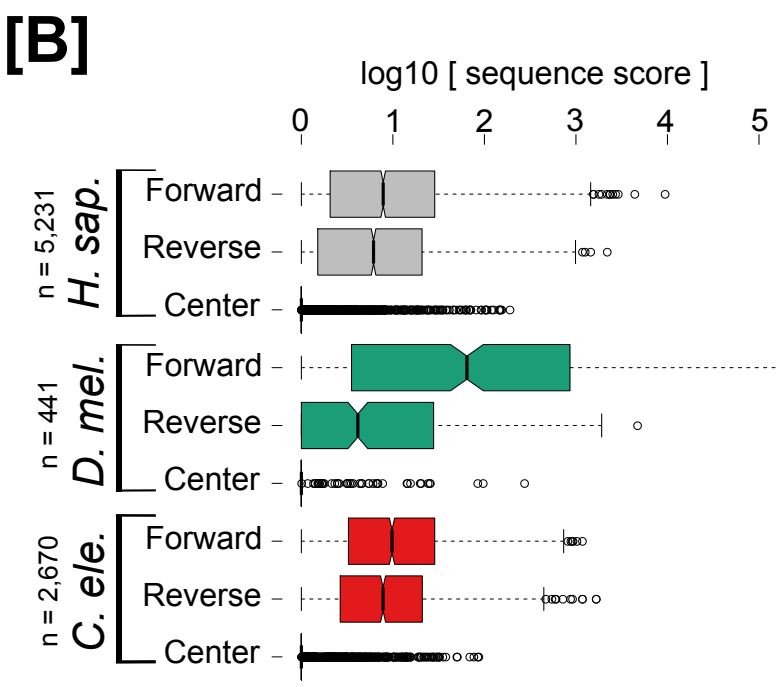 [B]
log10 [ sequence score ]
0 1 2 3 4 5
n = 5,231
H. sap.
Forward
Reverse
Center
n = 441
D. mel.
Forward
Reverse
Center
n = 2,670
C. ele.
Forward
Reverse
Center